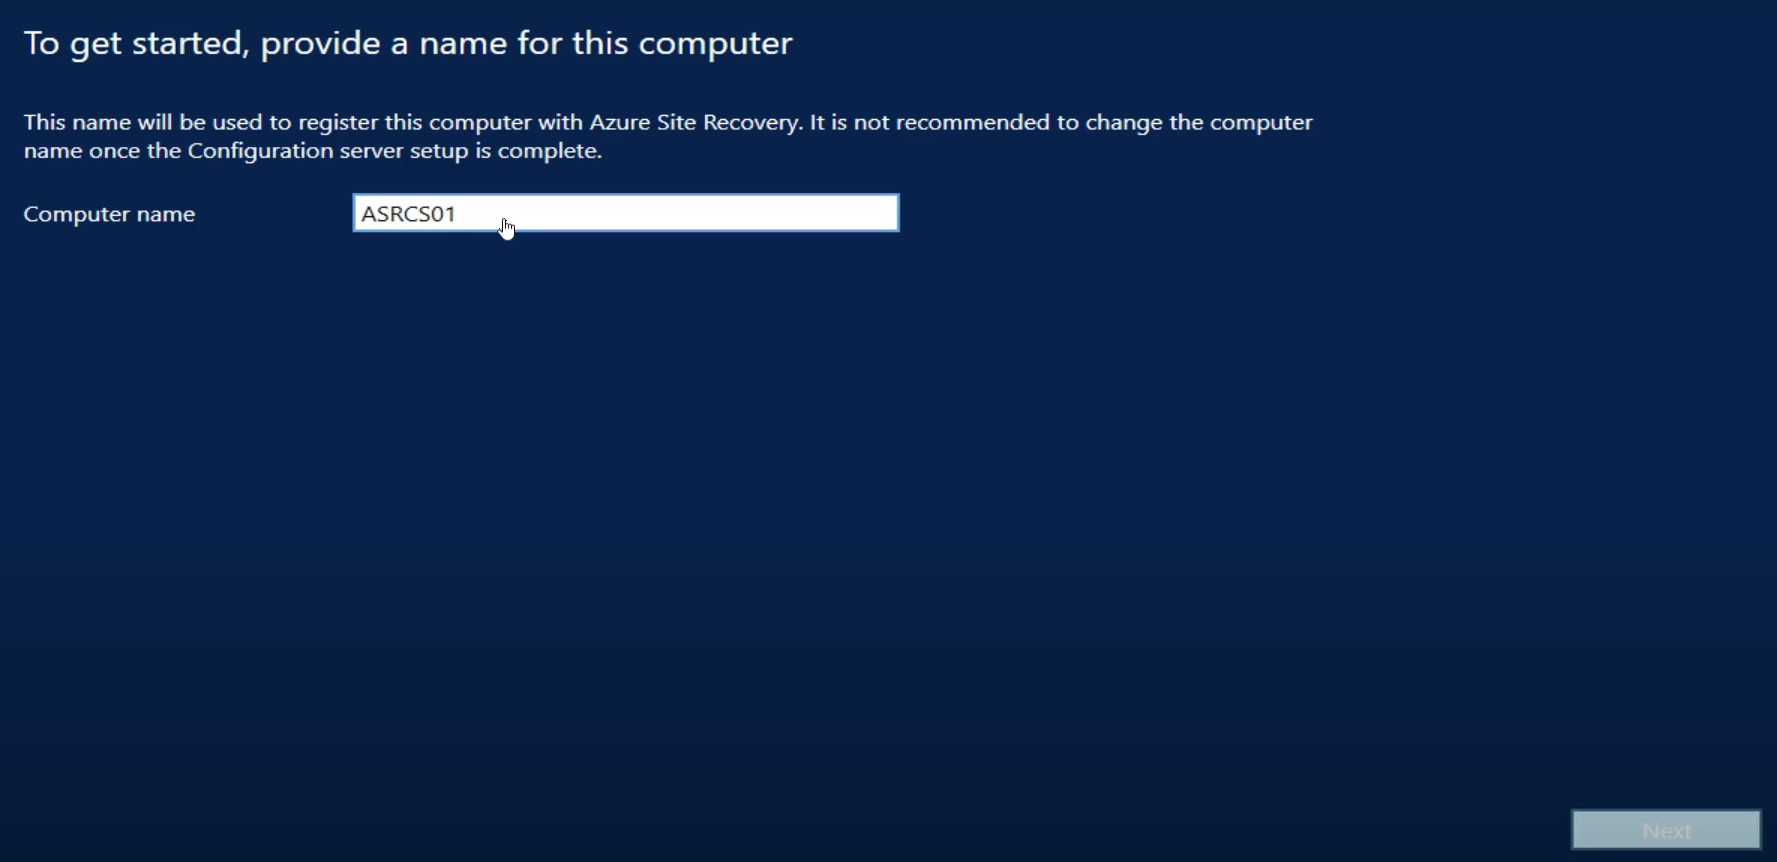 To get started, provide a name for this computer
This name will be used to register this computer with Azure Site Recovery. It is not recommended to change the computer
name once the Configuration server setup is complete.
Computer name ASRCS01
Next